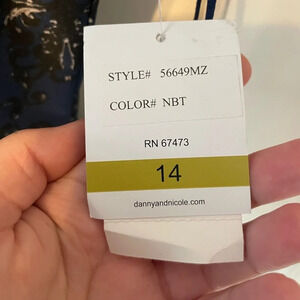 STYLE# 56649MZ
COLOR# NBT
RN 67473
14
dannyandnicole.com